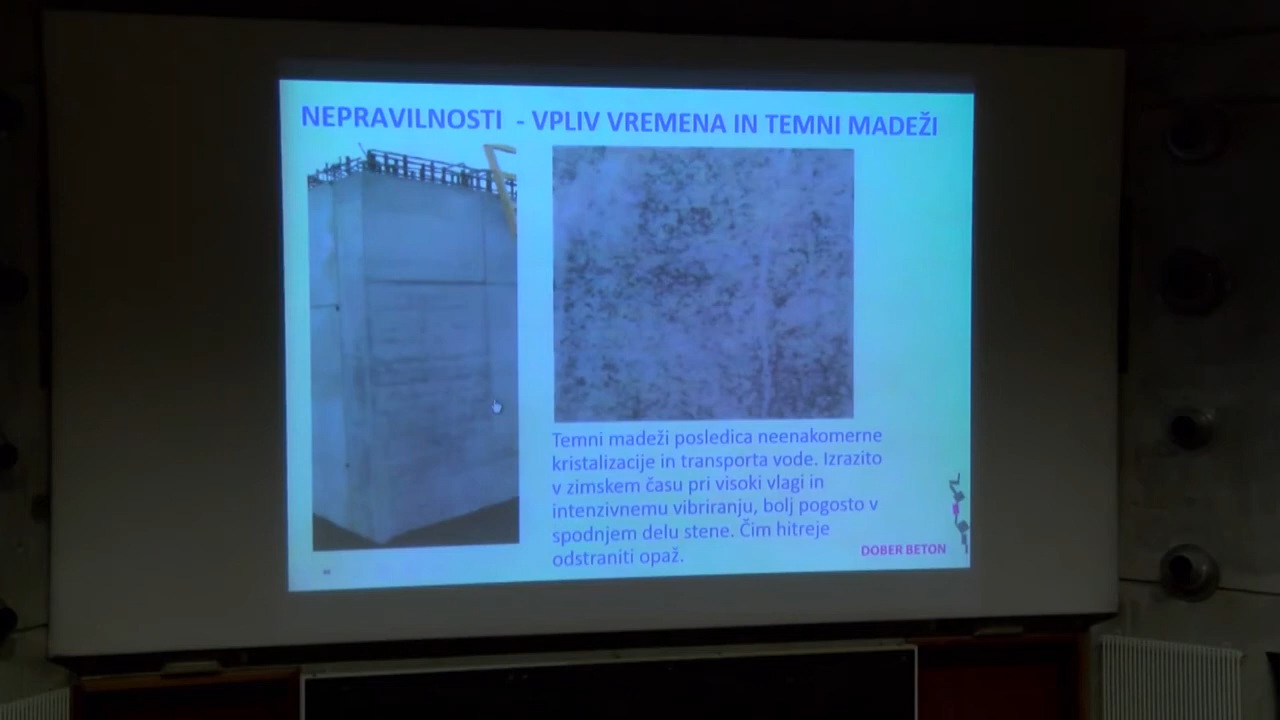 NEPRAVILNOSTI - VPLIV VREMENA IN TEMNI MADEŽI
Temni madeži posledica neenakomerne
kristalizacije in transporta vode. Izrazito
v zimskem času pri visoki vlagi in
intenzivnemu vibriranju, bolj pogosto v
spodnjem delu stene. Čim hitreje
odstraniti opaž.
DOBER BETON